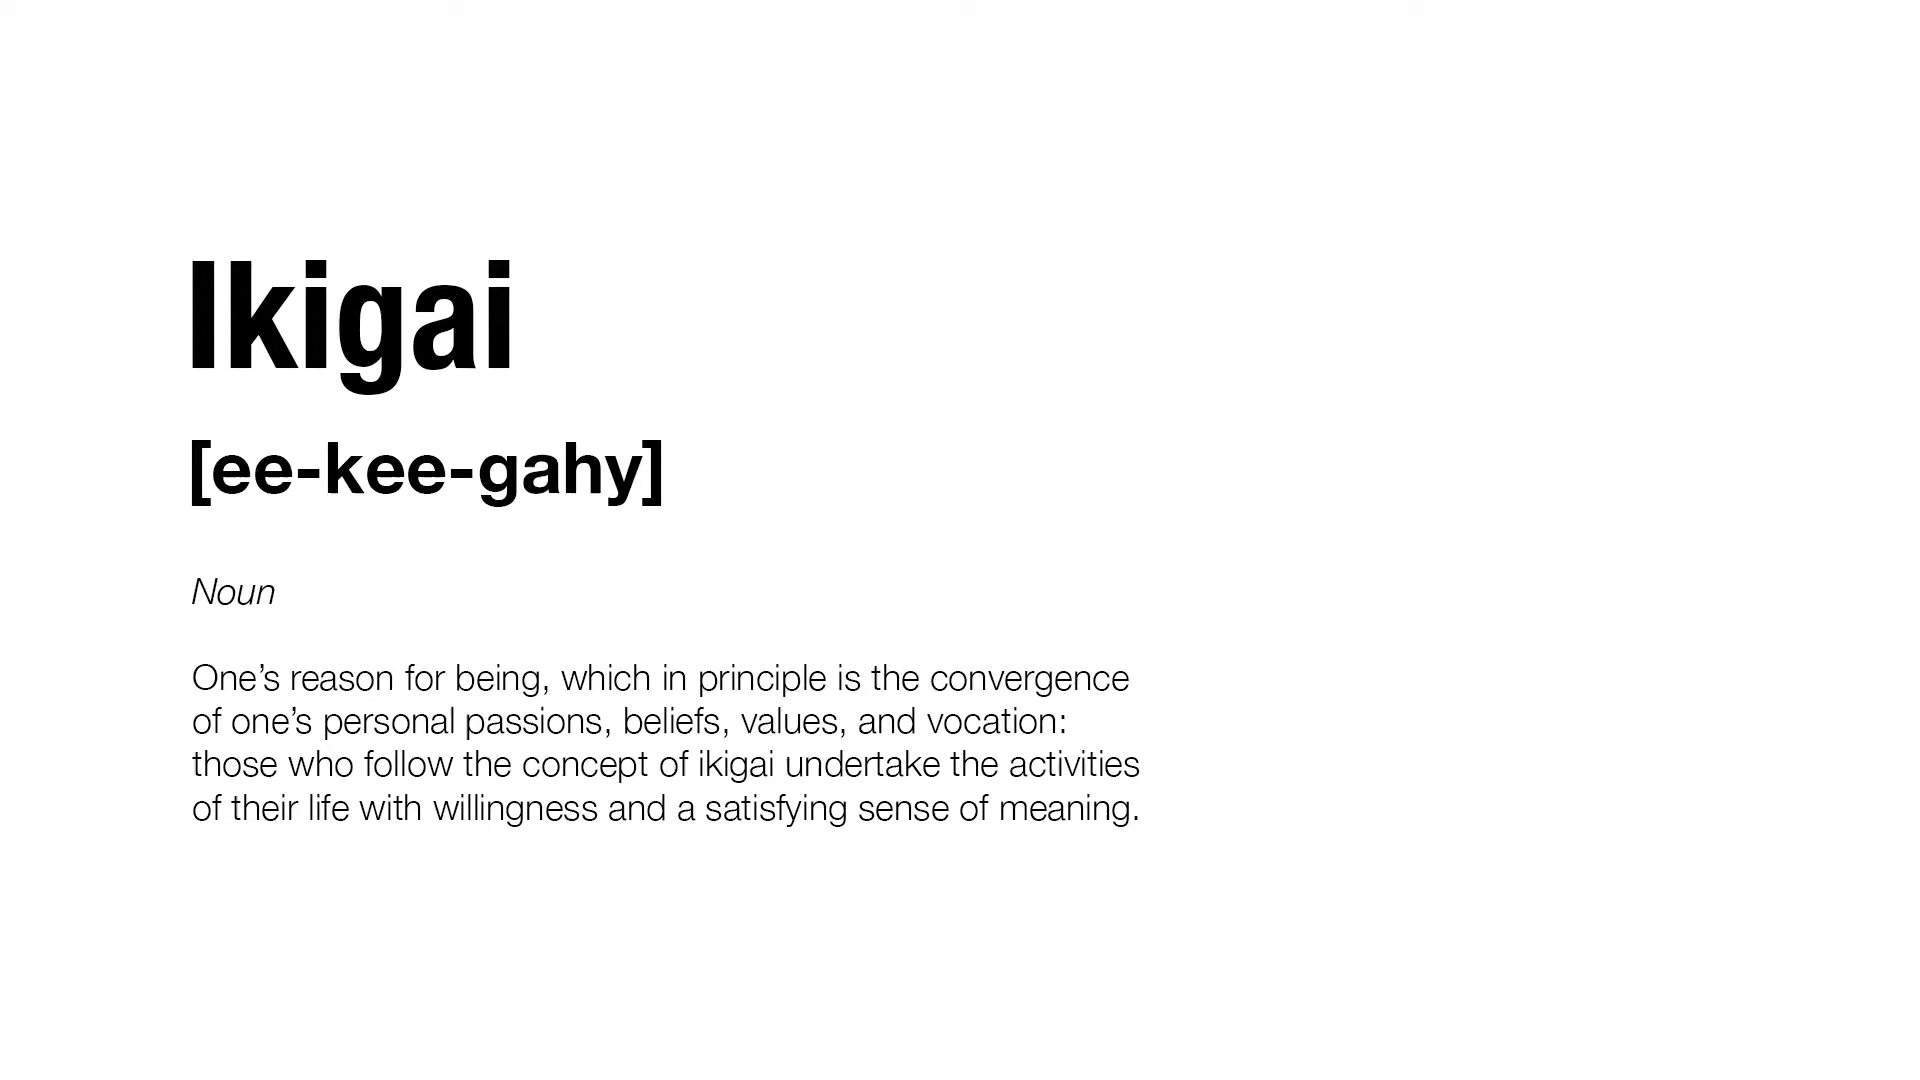 Ikigai
[ee-kee-gahy]
Noun
One’s reason for being, which in principle is the convergence
of one’s personal passions, beliefs, values, and vocation:
those who follow the concept of ikigai undertake the activities
of their life with willingness and a satisfying sense of meaning.